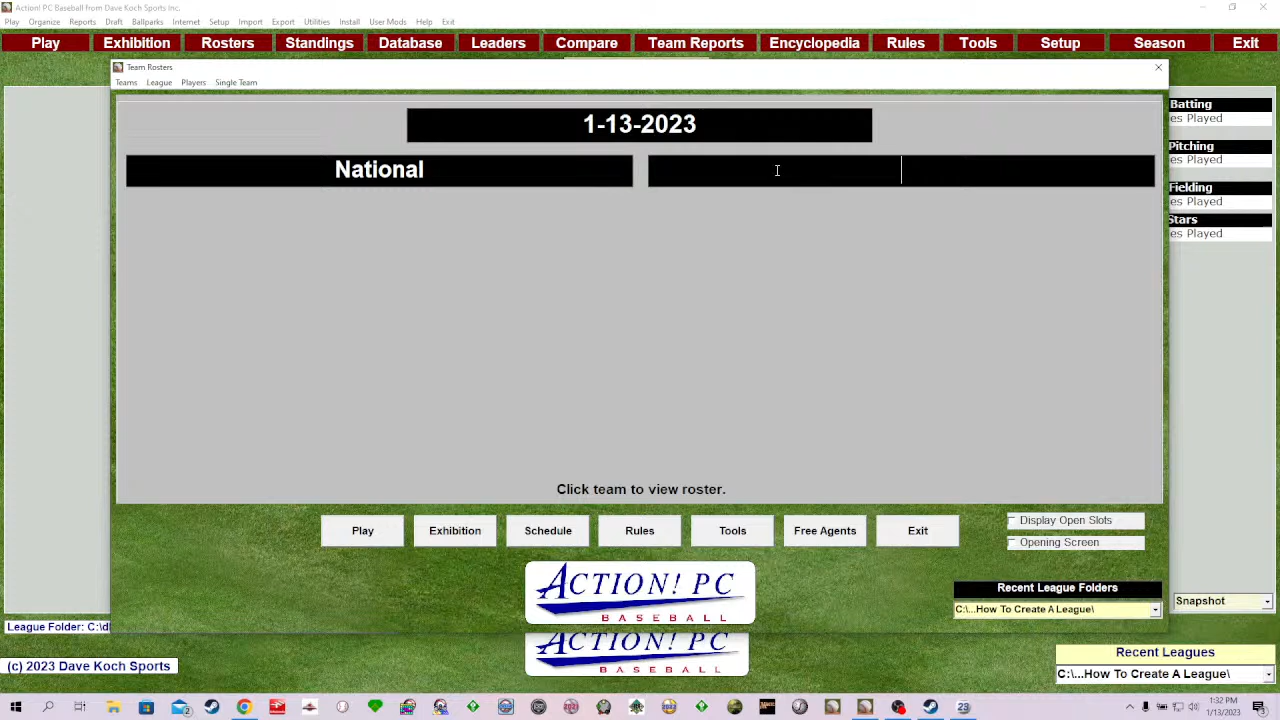 Action! PC Baseball from Dave Koch Sports Inc.
Play Organize Reports Draft Ballparks Internet Setup Import Export Utilities Install User Mods Help Exit
Play Exhibition Rosters Standings Database Leaders Compare Team Reports Encyclopedia Rules Tools Setup Season Exit
Team Rosters
Teams League Players Single Team
1-13-2023
National
Batting
es Played
Pitching
es Played
Fielding
es Played
Stars
es Played
Click team to view roster.
Play Exhibition Schedule Rules Tools Free Agents Exit
Display Open Slots
Opening Screen
ACTION! PC
BASEBALL
Recent League Folders
C:\...How To Create A League\
Snapshot
League Folder: C:\dl
ACTION! PC
BASEBALL
(c) 2023 Dave Koch Sports
Recent Leagues
C:\...How To Create A League\
1:32 PM
1/13/2023